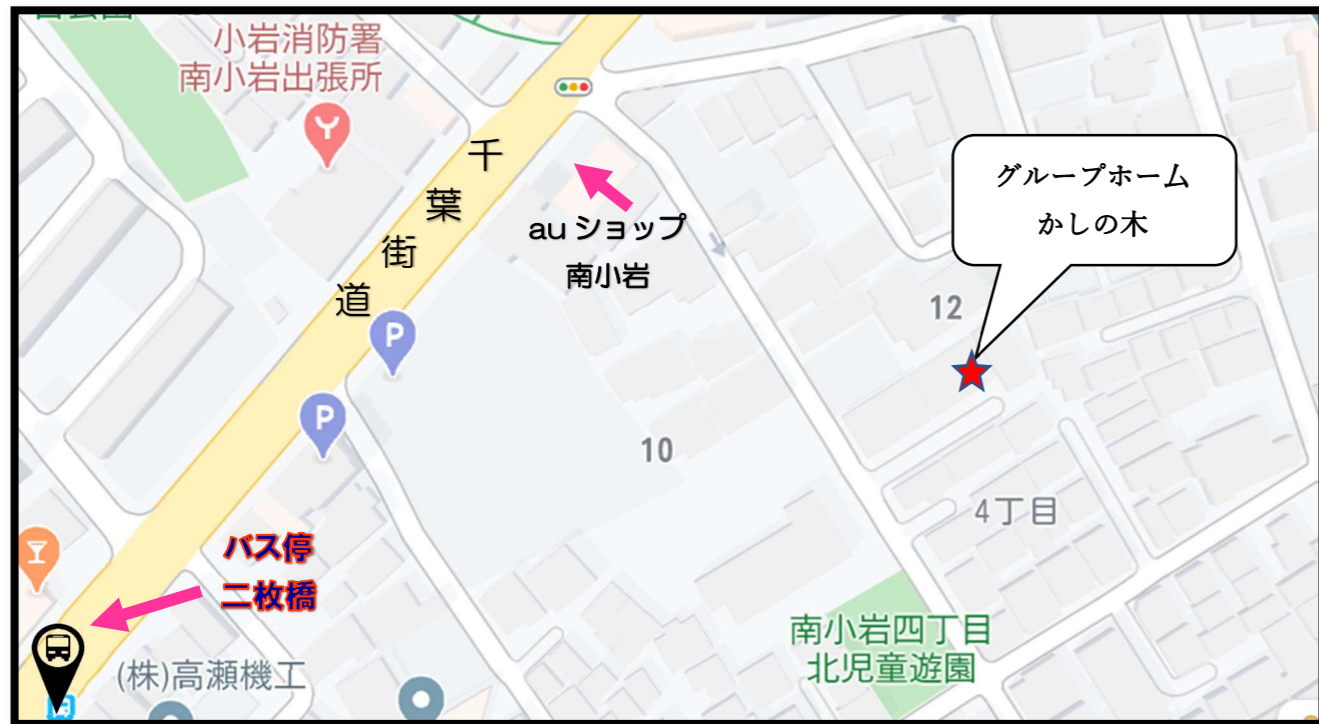 小岩消防署
南小岩出張所
千葉街道
au ショップ
南小岩
グループホーム
かしの木
12
P
P
10
4丁目
バス停
二枚橋
南小岩四丁目
北児童遊園
(株)高瀬機工